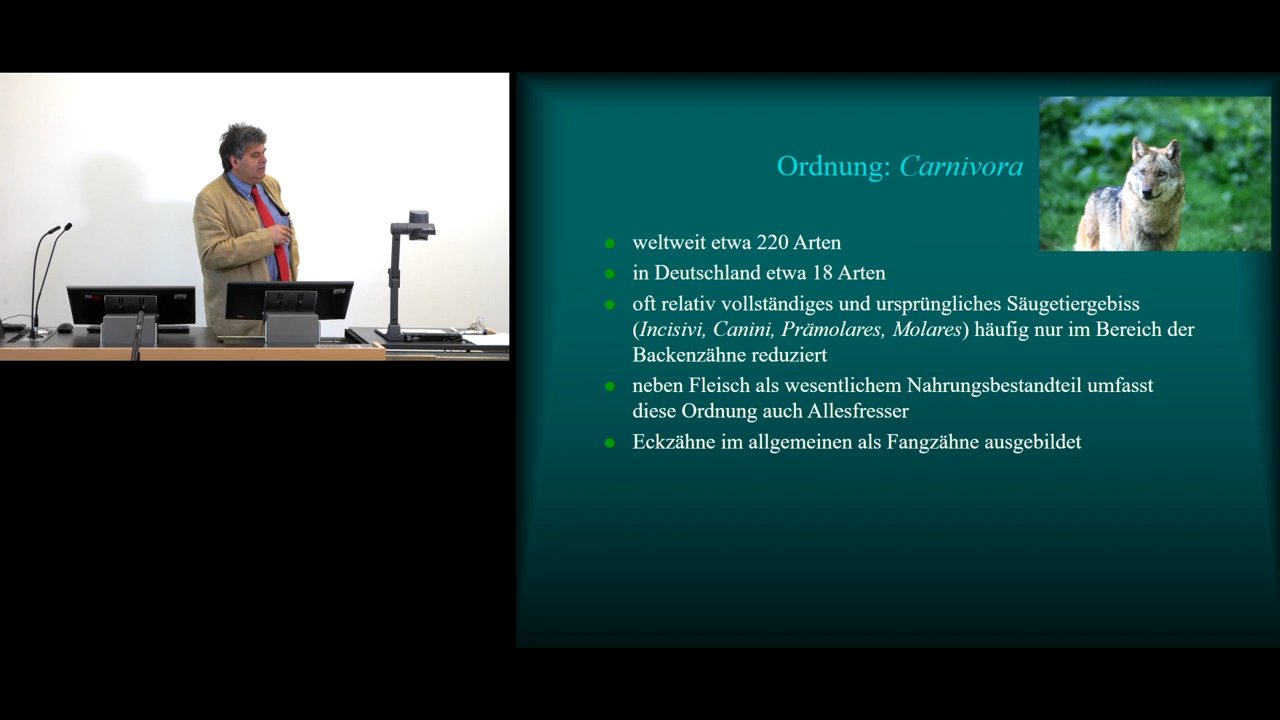 Ordnung: Carnivora
weltweit etwa 220 Arten
in Deutschland etwa 18 Arten
oft relativ vollständiges und ursprüngliches Säugetiergebiss
(Incisivi, Canini, Prämolares, Molares) häufig nur im Bereich der
Backenzähne reduziert
neben Fleisch als wesentlichem Nahrungsbestandteil umfasst
diese Ordnung auch Allesfresser
Eckzähne im allgemeinen als Fangzähne ausgebildet